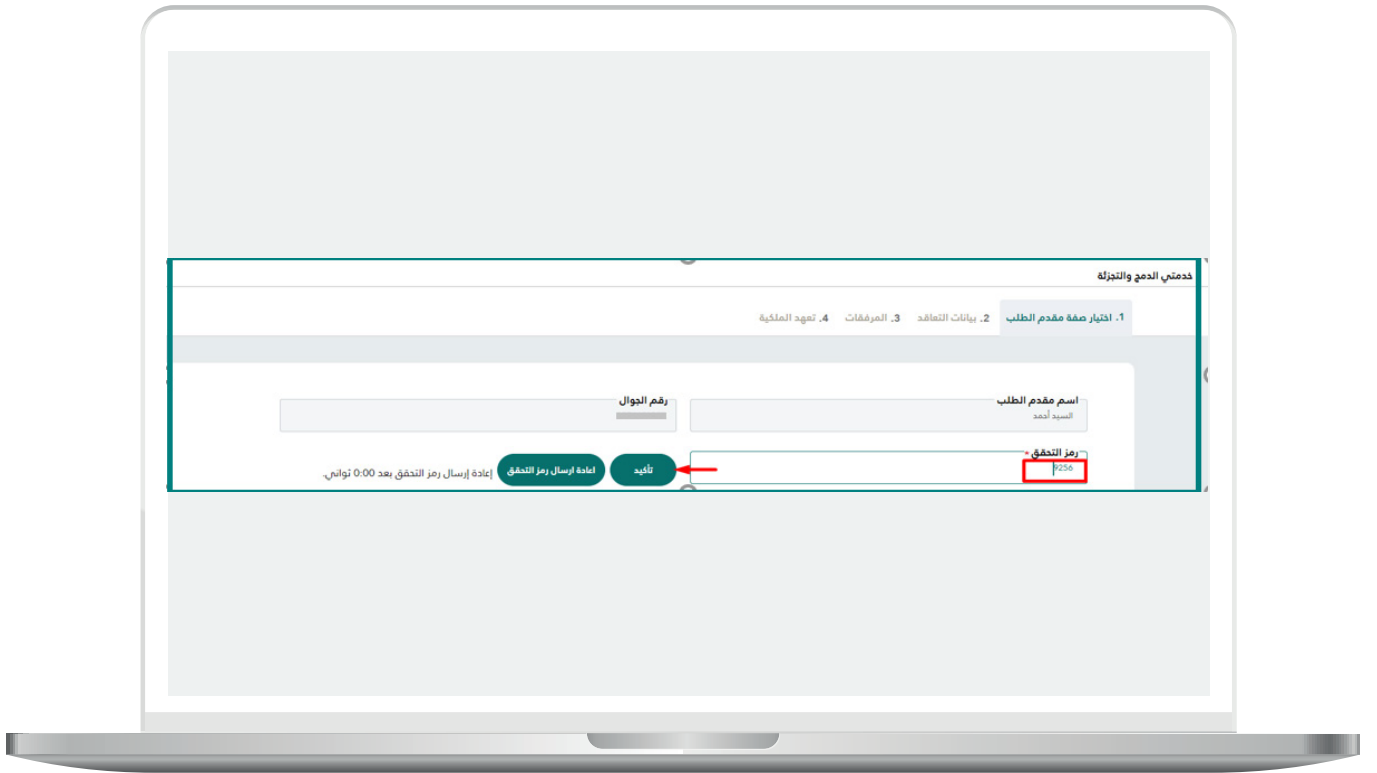 خدمتي الدمج والتجزئة
1. اختيار صفة مقدم الطلب 2. بيانات التعاقد 3. المرفقات 4. تعهد الملكية
اسم مقدم الطلب
السيد أحمد
رقم الجوال
رمز التحقق *
9256
تأكيد
اعادة ارسال رمز التحقق
إعادة إرسال رمز التحقق بعد 0:00 ثواني.